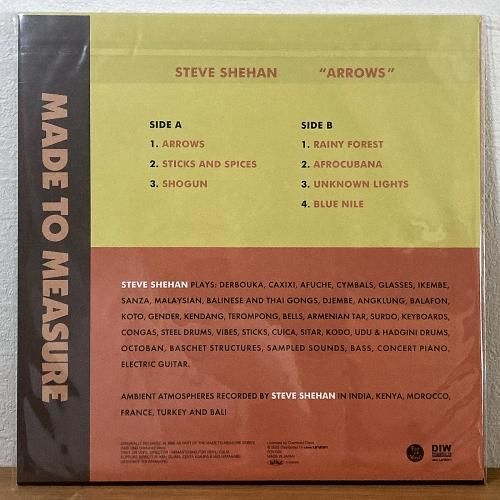 MADE TO MEASURE
STEVE SHEHAN "ARROWS"
SIDE A
1. ARROWS
2. STICKS AND SPICES
3. SHOGUN
SIDE B
1. RAINY FOREST
2. AFROCUBANA
3. UNKNOWN LIGHTS
4. BLUE NILE
STEVE SHEHAN PLAYS: DERBOUKA, CAXIXI, AFUCHE, CYMBALS, GLASSES, IKEMBE,
SANZA, MALAYSIAN, BALINESE AND THAI GONGS, DJEMBE, ANGKLUNG, BALAFON,
KOTO, GENDER, KENDANG, TEROMPONG, BELLS, ARMENIAN TAR, SURDO, KEYBOARDS,
CONGAS, STEEL DRUMS, VIBES, STICKS, CUICA, SITAR, KODO, UDU & HADGINI DRUMS,
OCTOBAN, BASCHET STRUCTURES, SAMPLED SOUNDS, BASS, CONCERT PIANO,
ELECTRIC GUITAR.
AMBIENT ATMOSPHERES RECORDED BY STEVE SHEHAN IN INDIA, KENYA, MOROCCO,
FRANCE, TURKEY AND BALI
MADE IN JAPAN
DIW